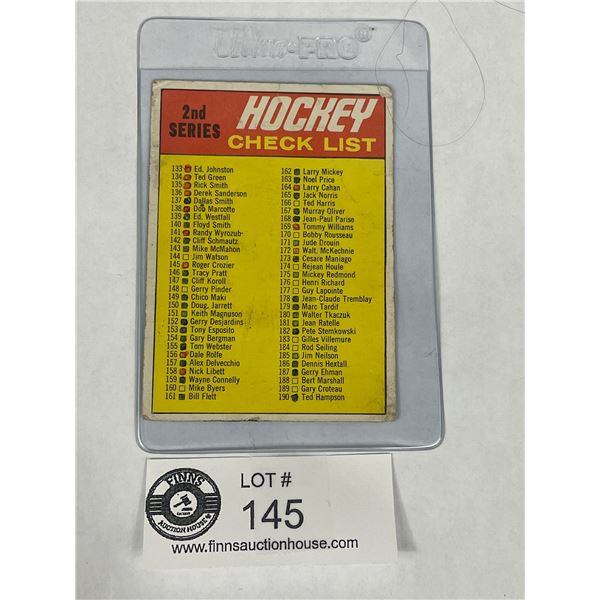 Ultra-PRO
2nd SERIES
HOCKEY
CHECK LIST
133 Ed. Johnston
134 Ted Green
135 Rick Smith
136 Derek Sanderson
137 Dallas Smith
138 Don Marcotte
139 Ed. Westfall
140 Floyd Smith
141 Randy Wyrozub
142 Cliff Schmautz
143 Mike McMahon
144 Jim Watson
145 Roger Crozier
146 Tracy Pratt
147 Cliff Koroll
148 Gerry Pinder
149 Chico Maki
150 Doug. Jarrett
151 Keith Magnuson
152 Gerry Desjardins
153 Tony Esposito
154 Gary Bergman
155 Tom Webster
156 Dale Rolfe
157 Alex Delvecchio
158 Nick Libett
159 Wayne Connelly
160 Mike Byers
161 Bill Flett
162 Larry Mickey
163 Noel Price
164 Larry Cahan
165 Jack Norris
166 Ted Harris
167 Murray Oliver
168 Jean-Paul Parise
169 Tommy Williams
170 Bobby Rousseau
171 Jude Drouin
172 Walt. McKechnie
173 Cesare Maniago
174 Rejean Houle
175 Mickey Redmond
176 Henri Richard
177 Guy Lapointe
178 Jean-Claude Tremblay
179 Marc Tardif
180 Walter Tkaczuk
181 Jean Ratelle
182 Pete Stemkowski
183 Gilles Villemure
184 Rod Seiling
185 Jim Neilson
186 Dennis Hextall
187 Gerry Ehman
188 Bert Marshall
189 Gary Croteau
190 Ted Hampson
FINNS
AUCTION HOUSE
LOT #
145
www.finnsauctionhouse.com